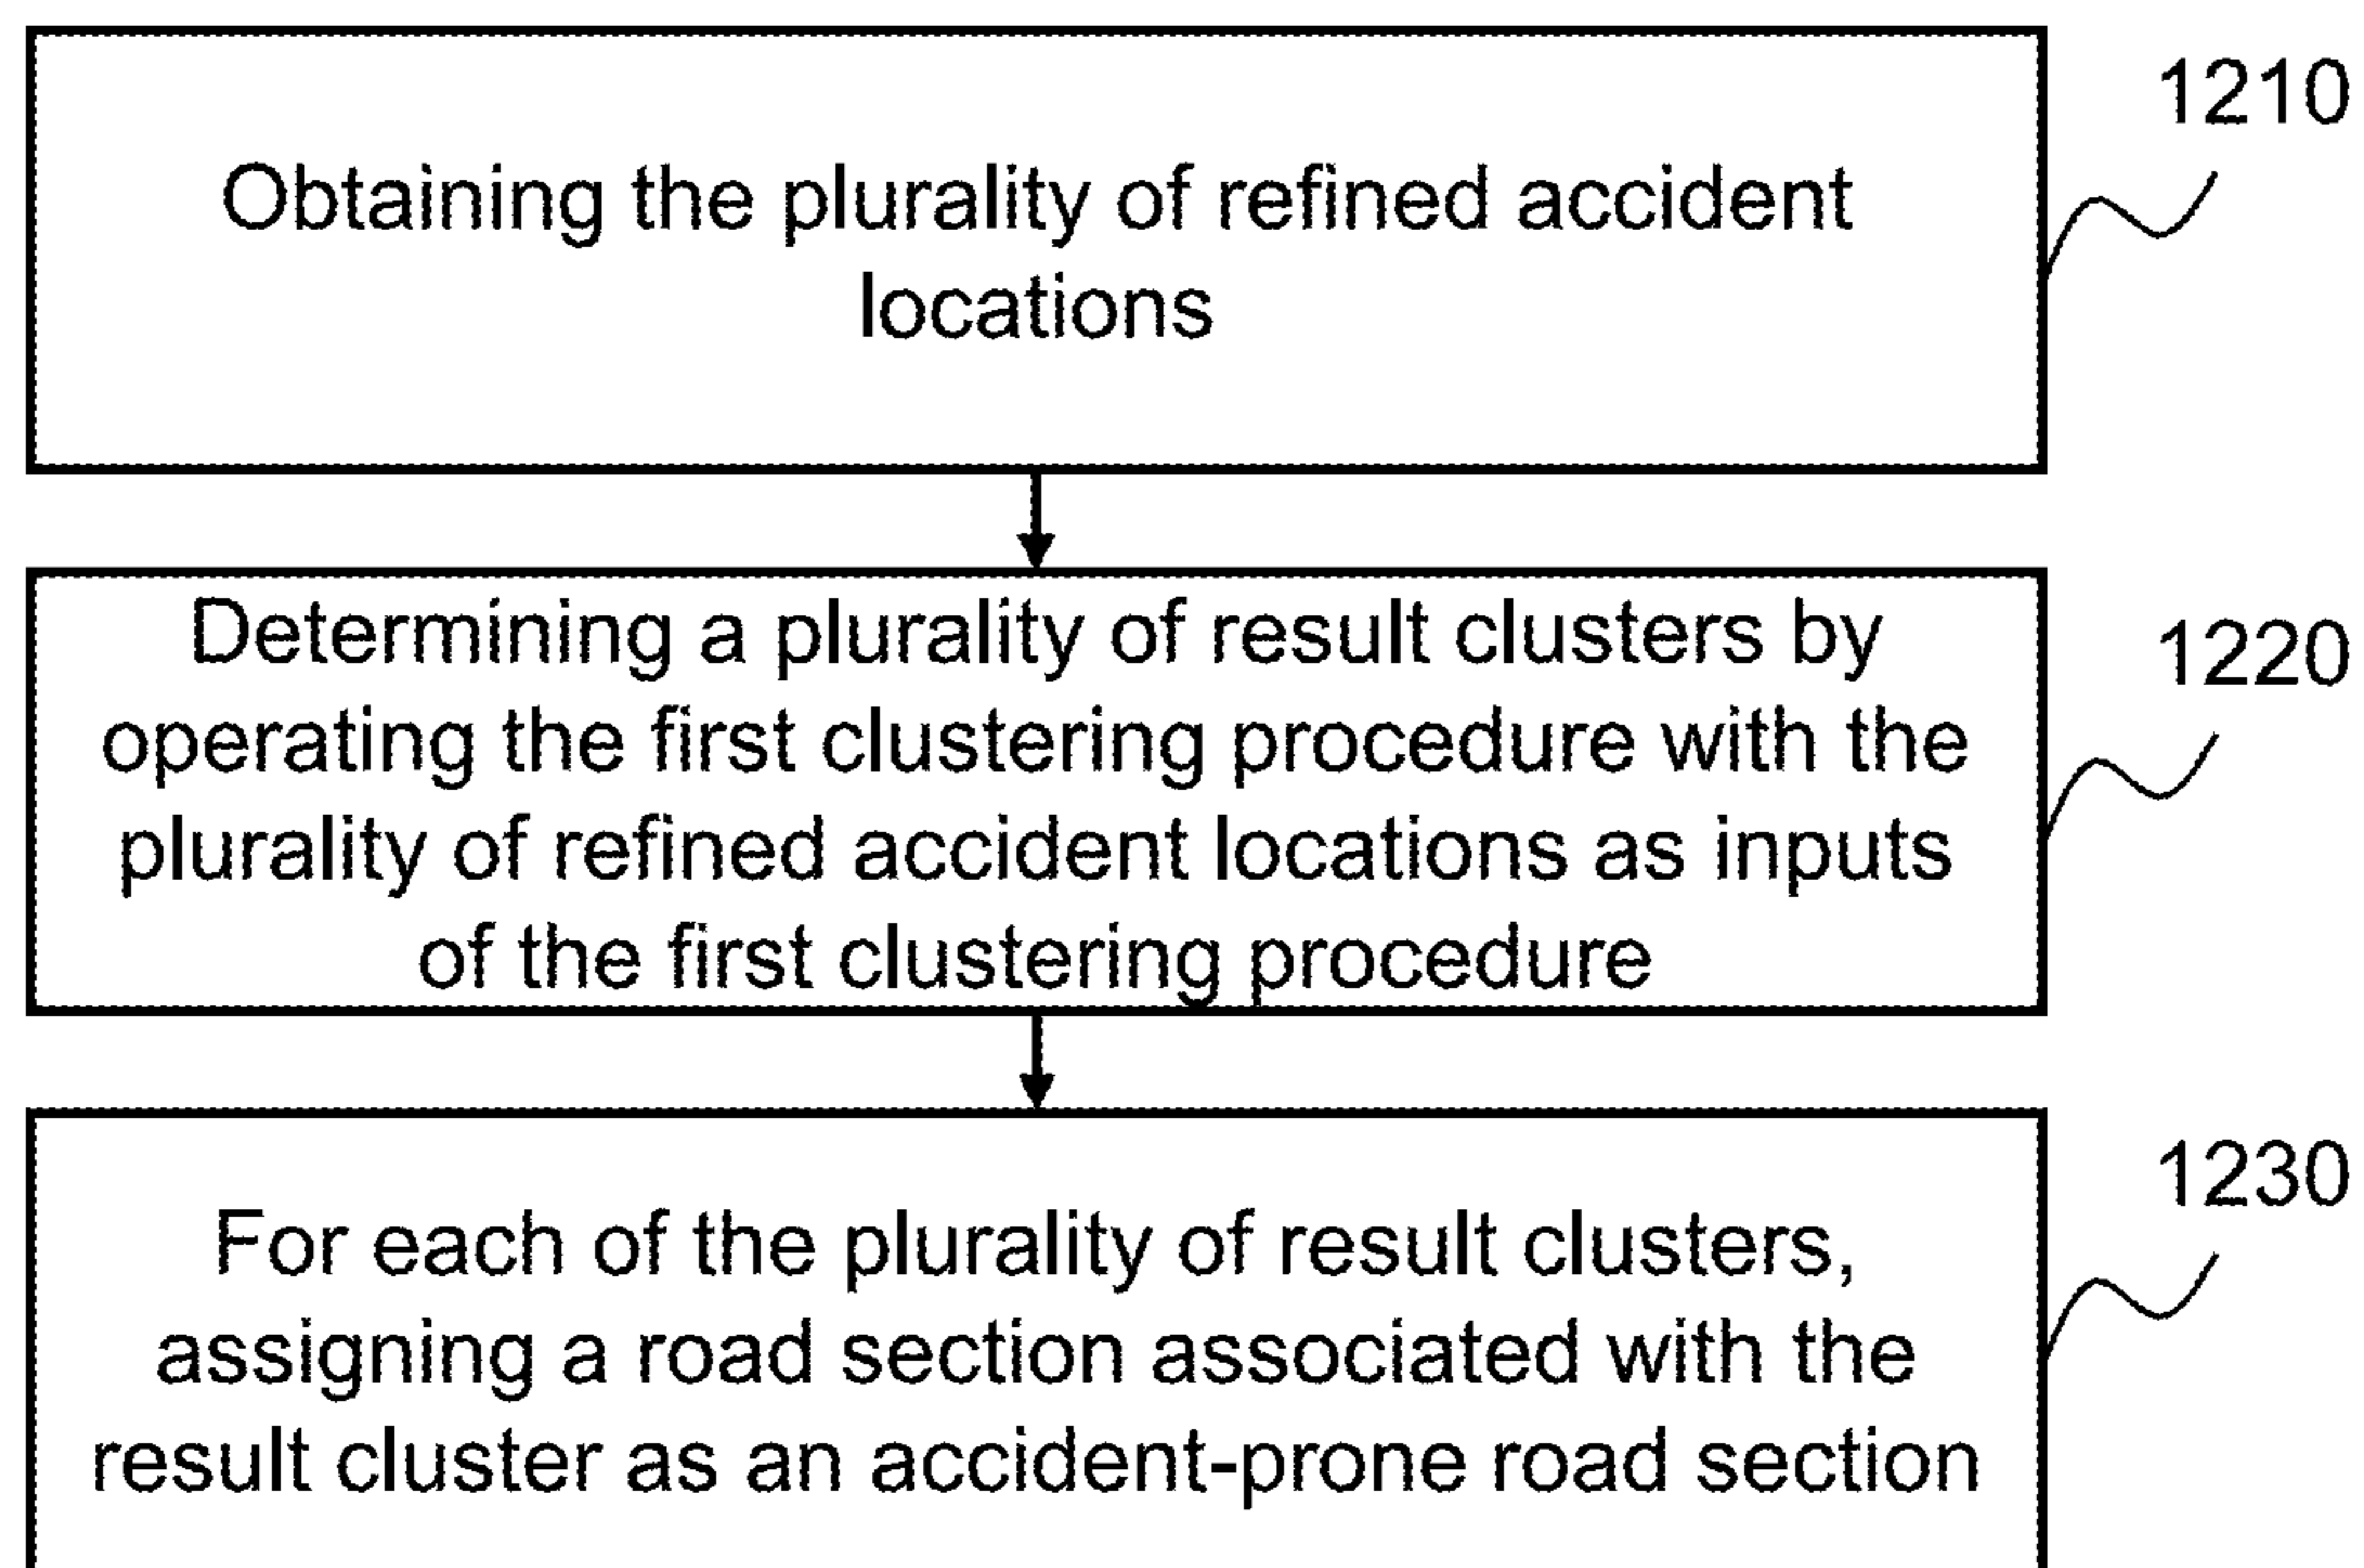 1210
Obtaining the plurality of refined accident
locations
1220
Determining a plurality of result clusters by
operating the first clustering procedure with the
plurality of refined accident locations as inputs
of the first clustering procedure
1230
For each of the plurality of result clusters,
assigning a road section associated with the
result cluster as an accident-prone road section